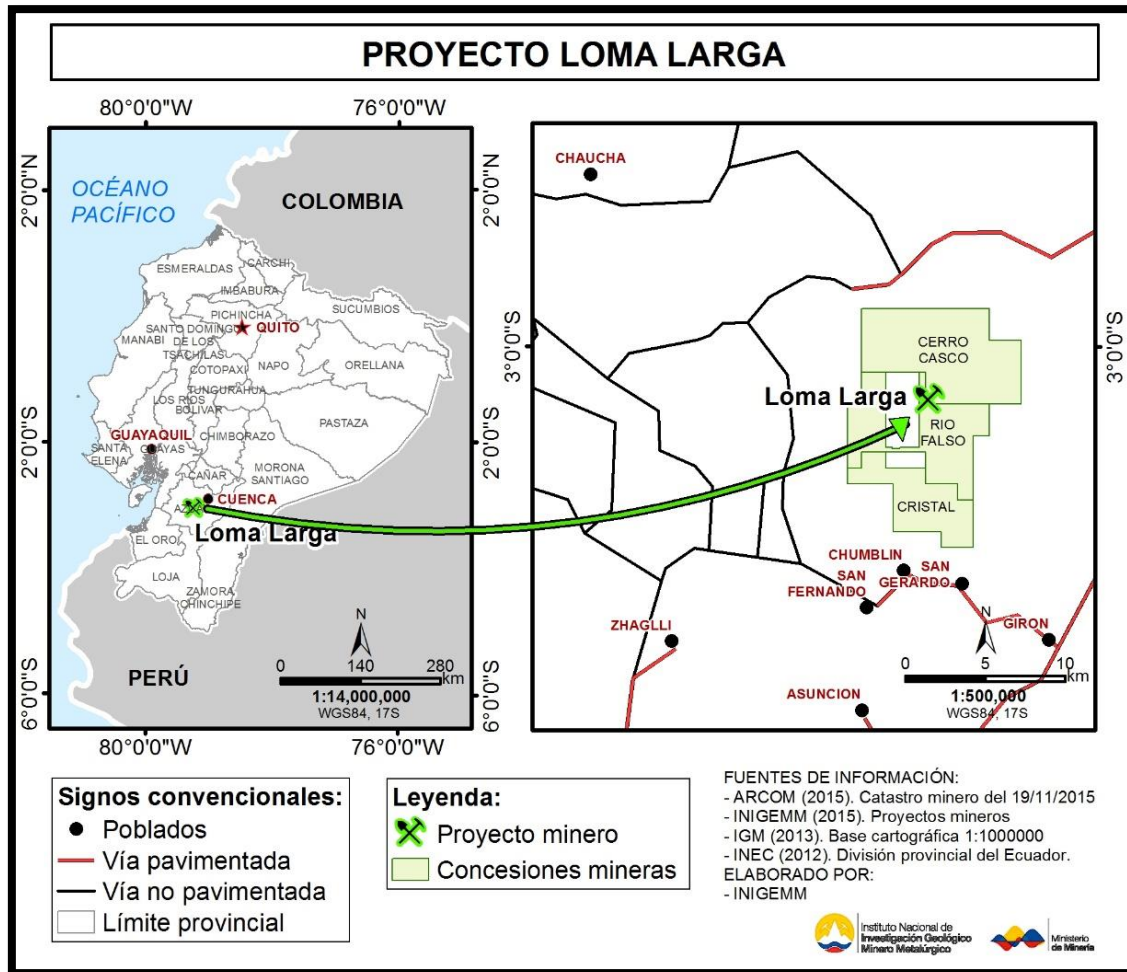 PROYECTO LOMA LARGA
80°0'0"W
76°0'0"W
2°0'0"N
2°0'0"S
6°0'0"S
OCÉANO
PACÍFICO
COLOMBIA
ESMERALDAS
CARCHI
IMBABURA
SUCUMBIOS
PICHINCHA
SANTO DOMINGO
DE LOS
TSACHILAS
QUITO
MANABI
COTOPAXI
NAPO
ORELLANA
TUNGURAHUA
LOS RIOS
BOLIVAR
PASTAZA
GUAYAQUIL
CHIMBORAZO
SANTA
ELENA
GUAYAS
MORONA
SANTIAGO
CAÑAR
CUENCA
Loma Larga
EL ORO
LOJA
ZAMORA
CHINCHIPE
PERÚ
N
0 140 280
km
1:14,000,000
WGS84, 17S
80°0'0"W
76°0'0"W
2°0'0"N
2°0'0"S
6°0'0"S
3°0'0"S
3°0'0"S
CHAUCHA
CERRO
CASCO
Loma Larga
RIO
FALSO
CRISTAL
CHUMBLIN
SAN
GERARDO
SAN
FERNANDO
ZHAGLLI
GIRON
ASUNCION
N
0 5 10
km
1:500,000
WGS84, 17S
Signos convencionales:
Poblados
Vía pavimentada
Vía no pavimentada
Límite provincial
Leyenda:
Proyecto minero
Concesiones mineras
FUENTES DE INFORMACIÓN:
- ARCOM (2015). Catastro minero del 19/11/2015
- INIGEMM (2015). Proyectos mineros
- IGM (2013). Base cartográfica 1:1000000
- INEC (2012). División provincial del Ecuador.
ELABORADO POR:
- INIGEMM
Instituto Nacional de
Investigación Geológico
Minero Metalúrgico
Ministerio
de Minería